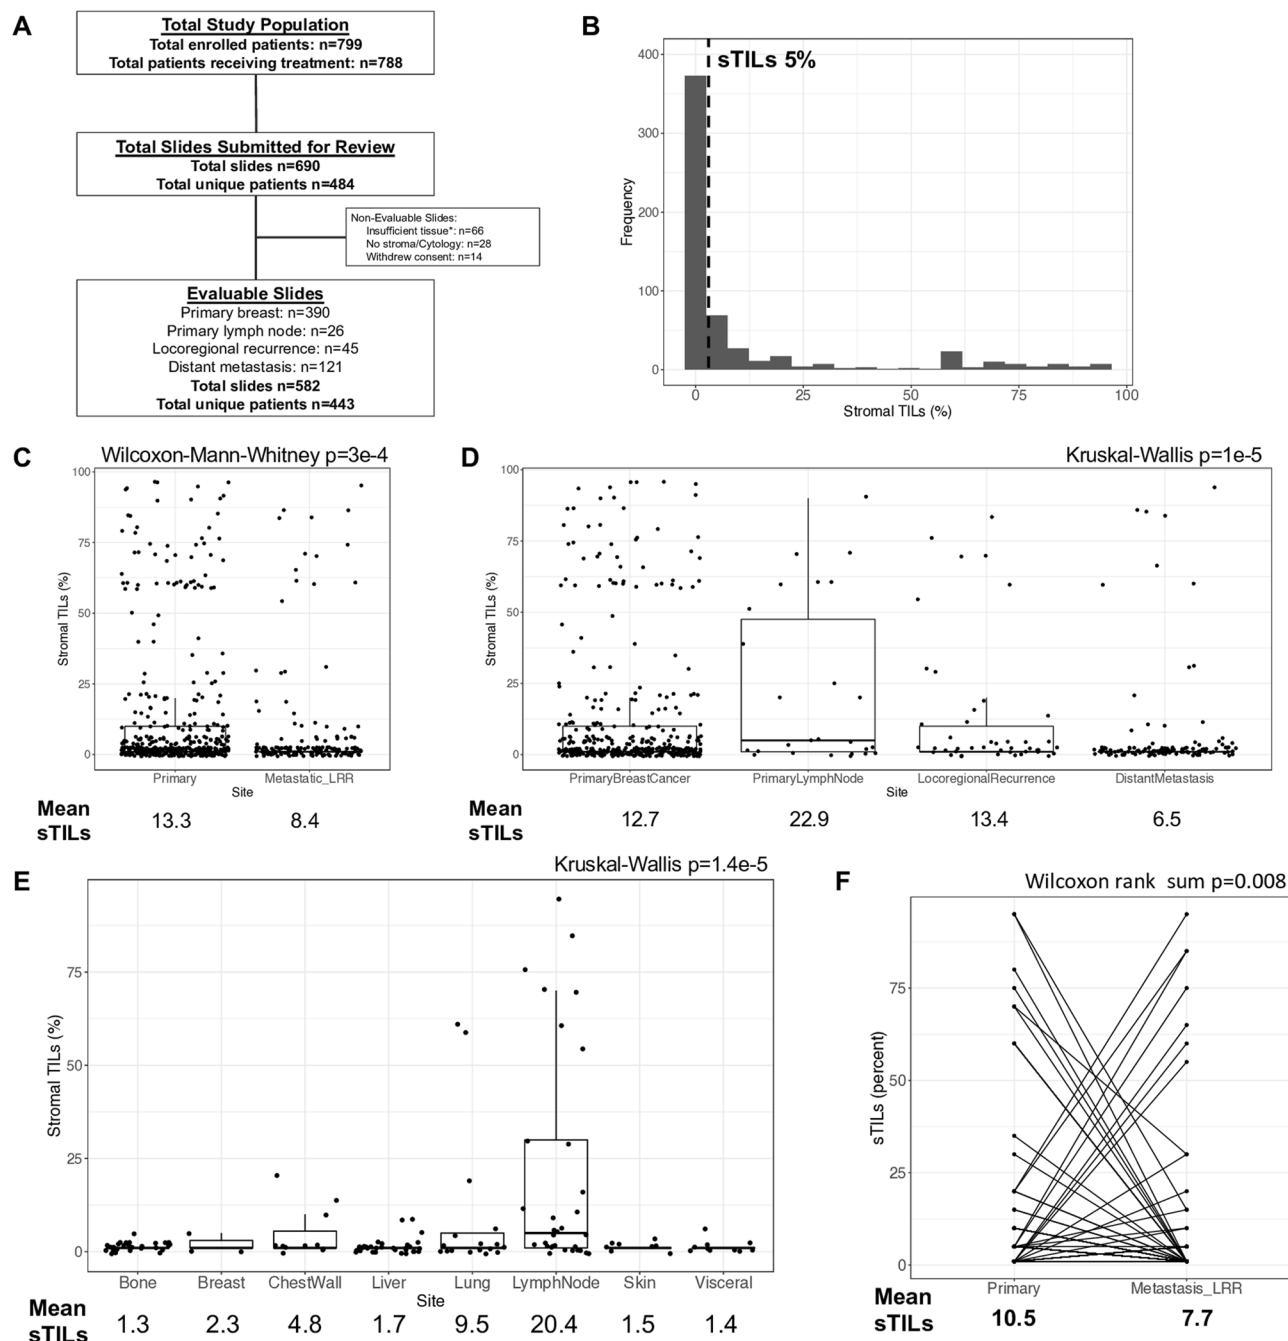 A
Total Study Population
Total enrolled patients: n=799
Total patients receiving treatment: n=788
Total Slides Submitted for Review
Total slides n=690
Total unique patients n=484
Non-Evaluable Slides:
Insufficient tissue*: n=66
No stroma/Cytology: n=28
Withdrew consent: n=14
Evaluable Slides
Primary breast: n=390
Primary lymph node: n=26
Locoregional recurrence: n=45
Distant metastasis: n=121
Total slides n=582
Total unique patients n=443
B
sTILs 5%
Frequency
400
300
200
100
0
0 25 50 75 100
Stromal TILs (%)
C
Wilcoxon-Mann-Whitney p=3e-4
Stromal TILs (%)
100
75
50
25
0
Primary Metastatic_LRR
Site
Mean sTILs
13.3 8.4
D
Kruskal-Wallis p=1e-5
Stromal TILs (%)
100
75
50
25
0
PrimaryBreastCancer PrimaryLymphNode LocoregionalRecurrence DistantMetastasis
Site
Mean sTILs
12.7 22.9 13.4 6.5
E
Kruskal-Wallis p=1.4e-5
Stromal TILs (%)
75
50
25
0
Bone Breast ChestWall Liver Lung LymphNode Skin Visceral
Site
Mean sTILs
1.3 2.3 4.8 1.7 9.5 20.4 1.5 1.4
F
Wilcoxon rank sum p=0.008
sTILs (percent)
75
50
25
0
Primary Metastasis_LRR
Mean sTILs
10.5 7.7